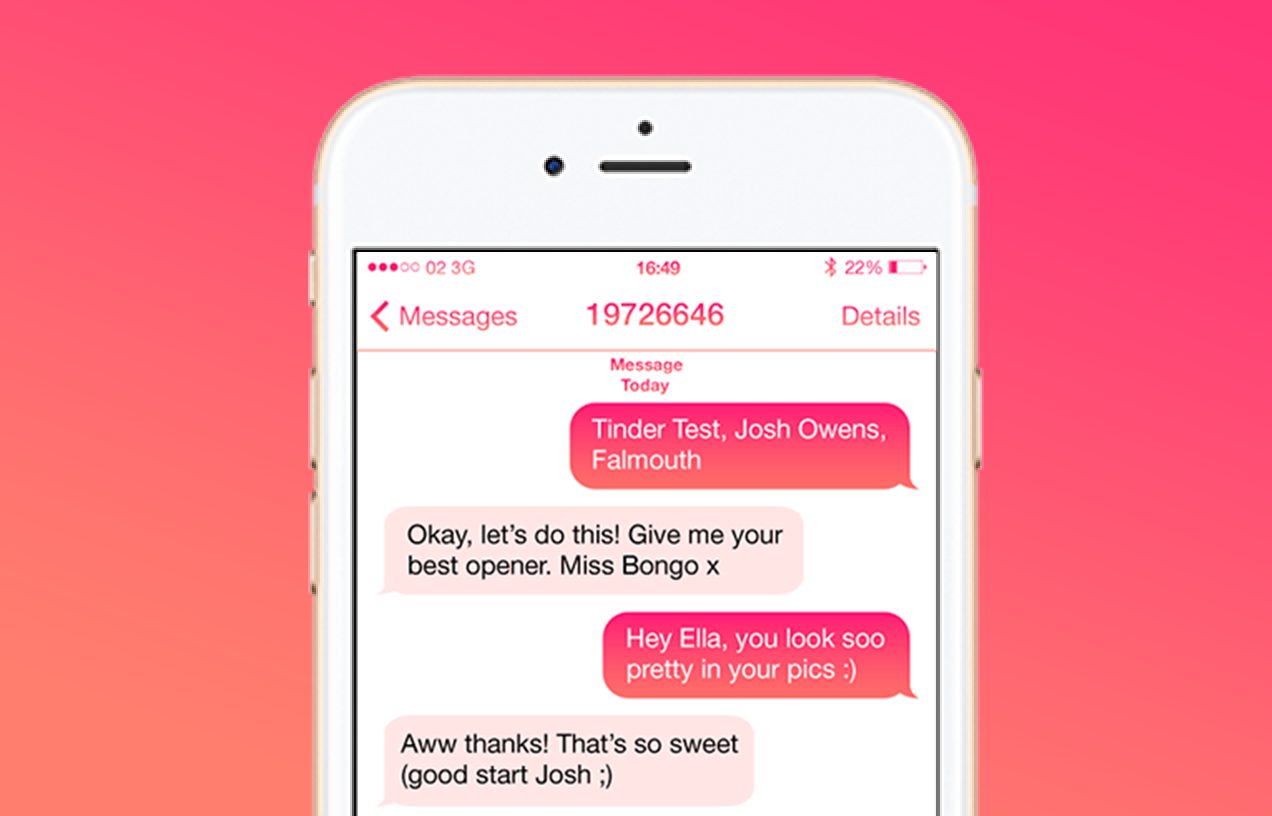 02 3G 16:49 22%
Messages 19726646 Details
Message
Today
Tinder Test, Josh Owens,
Falmouth
Okay, let’s do this! Give me your
best opener. Miss Bongo x
Hey Ella, you look soo
pretty in your pics :)
Aww thanks! That’s so sweet
(good start Josh ;)